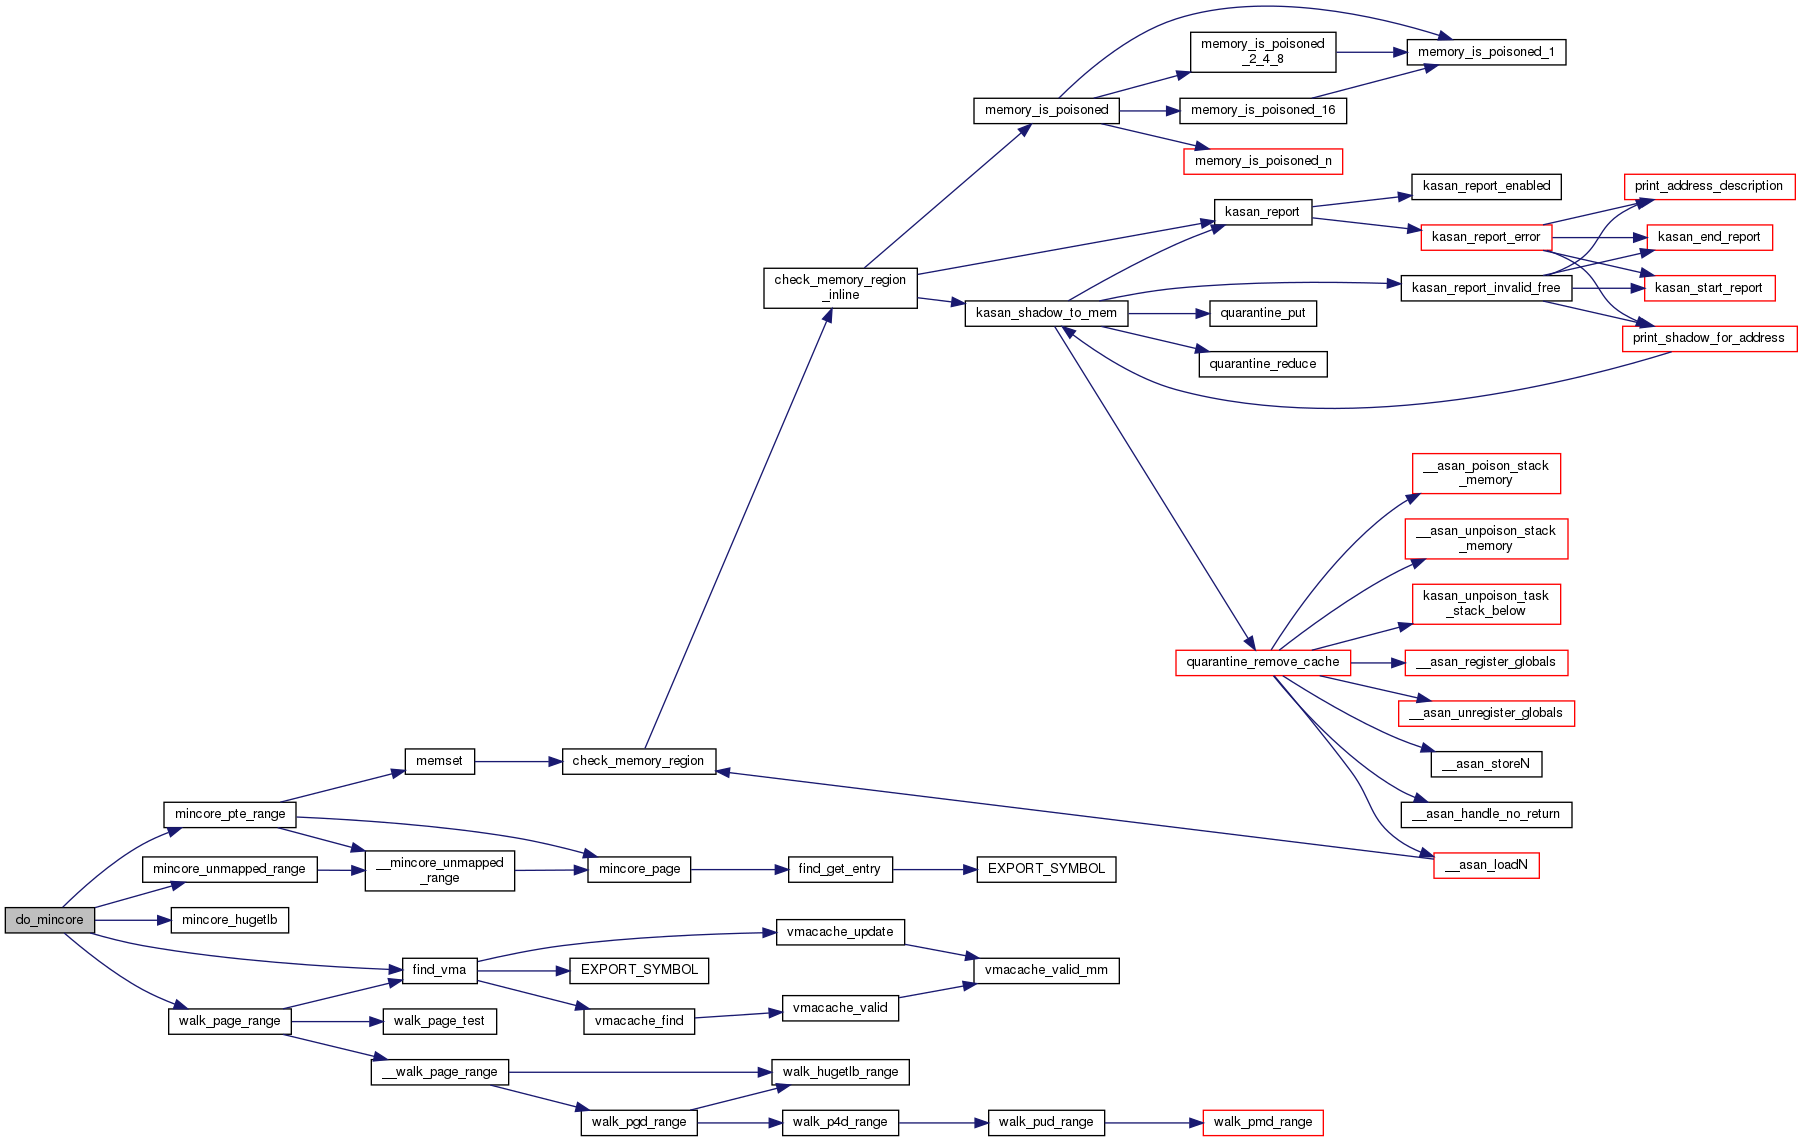 memory_is_poisoned
_2_4_8
memory_is_poisoned_1
memory_is_poisoned
memory_is_poisoned_16
memory_is_poisoned_n
kasan_report_enabled
print_address_description
kasan_report
kasan_report_error
kasan_end_report
check_memory_region
_inline
kasan_report_invalid_free
kasan_start_report
kasan_shadow_to_mem
quarantine_put
print_shadow_for_address
quarantine_reduce
__asan_poison_stack
_memory
__asan_unpoison_stack
_memory
kasan_unpoison_task
_stack_below
quarantine_remove_cache
__asan_register_globals
__asan_unregister_globals
memset
check_memory_region
__asan_storeN
mincore_pte_range
__asan_handle_no_return
mincore_unmapped_range
__mincore_unmapped
_range
mincore_page
find_get_entry
EXPORT_SYMBOL
__asan_loadN
do_mincore
mincore_hugetlb
vmacache_update
find_vma
EXPORT_SYMBOL
vmacache_valid_mm
walk_page_range
walk_page_test
vmacache_find
vmacache_valid
__walk_page_range
walk_hugetlb_range
walk_pgd_range
walk_p4d_range
walk_pud_range
walk_pmd_range